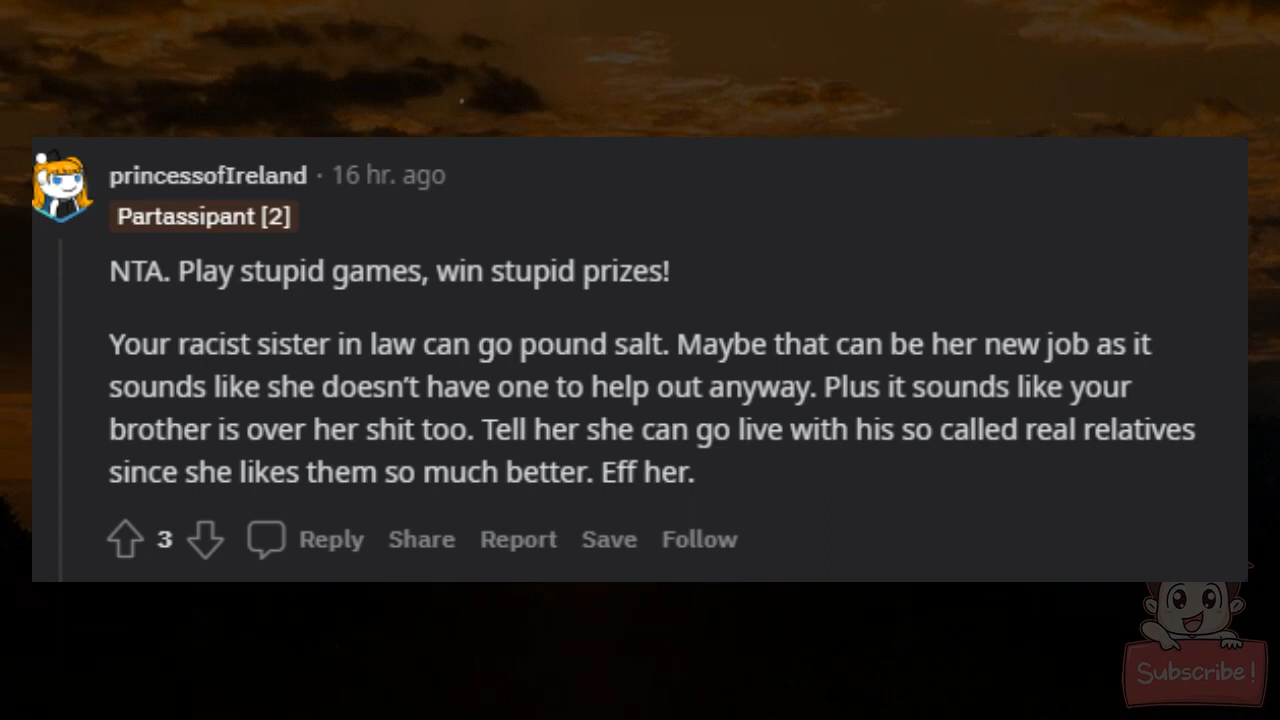 princessofIreland · 16 hr. ago
Partassipant [2]
NTA. Play stupid games, win stupid prizes!
Your racist sister in law can go pound salt. Maybe that can be her new job as it
sounds like she doesn’t have one to help out anyway. Plus it sounds like your
brother is over her shit too. Tell her she can go live with his so called real relatives
since she likes them so much better. Eff her.
3 Reply Share Report Save Follow
Subscribe !